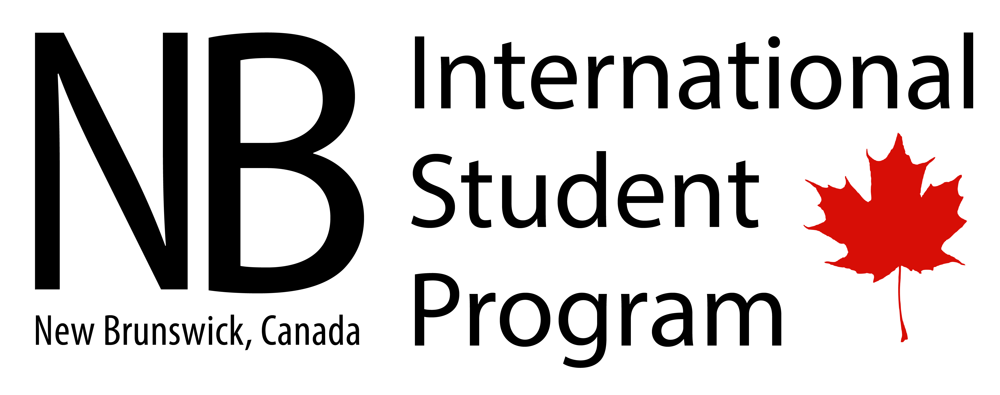 NB
New Brunswick, Canada
International
Student
Program